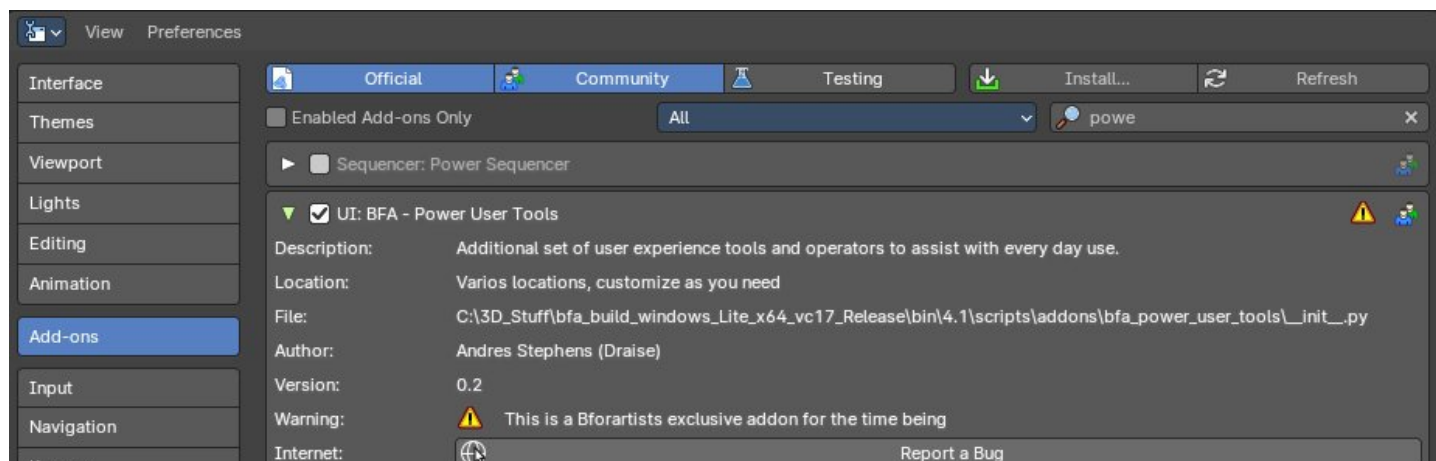 View Preferences
Interface
Themes
Viewport
Lights
Editing
Animation
Add-ons
Input
Navigation
Official Community Testing Install... Refresh
Enabled Add-ons Only All powe
Sequencer: Power Sequencer
UI: BFA - Power User Tools
Description: Additional set of user experience tools and operators to assist with every day use.
Location: Varios locations, customize as you need
File: C:\3D_Stuff\bfa_build_windows_Lite_x64_vc17_Release\bin\4.1\scripts\addons\bfa_power_user_tools\__init__.py
Author: Andres Stephens (Draise)
Version: 0.2
Warning: This is a Bforartists exclusive addon for the time being
Internet: Report a Bug